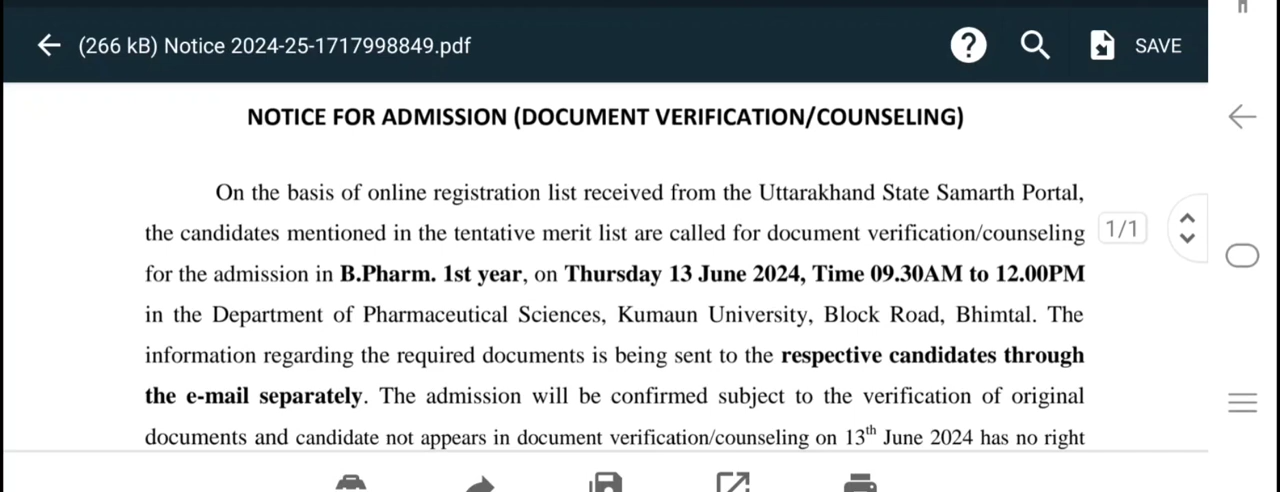 (266 kB) Notice 2024-25-1717998849.pdf
SAVE
NOTICE FOR ADMISSION (DOCUMENT VERIFICATION/COUNSELING)
On the basis of online registration list received from the Uttarakhand State Samarth Portal,
the candidates mentioned in the tentative merit list are called for document verification/counseling
1/1
for the admission in B.Pharm. 1st year, on Thursday 13 June 2024, Time 09.30AM to 12.00PM
in the Department of Pharmaceutical Sciences, Kumaun University, Block Road, Bhimtal. The
information regarding the required documents is being sent to the respective candidates through
the e-mail separately. The admission will be confirmed subject to the verification of original
documents and candidate not appears in document verification/counseling on 13th June 2024 has no right